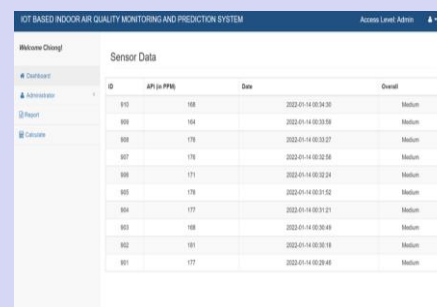 IOT BASED INDOOR AIR QUALITY MONITORING AND PREDICTION SYSTEM Access Level: Admin
Welcome Chiong!
Sensor Data
Dashboard
Administrator
Report
Calculate
ID API (in PPM) Date Overall
910 168 2022-01-14 00:34:30 Medium
909 164 2022-01-14 00:33:58 Medium
908 176 2022-01-14 00:33:27 Medium
907 176 2022-01-14 00:32:56 Medium
906 171 2022-01-14 00:32:24 Medium
905 178 2022-01-14 00:31:52 Medium
904 177 2022-01-14 00:31:21 Medium
903 168 2022-01-14 00:30:49 Medium
902 181 2022-01-14 00:30:18 Medium
901 177 2022-01-14 00:29:46 Medium